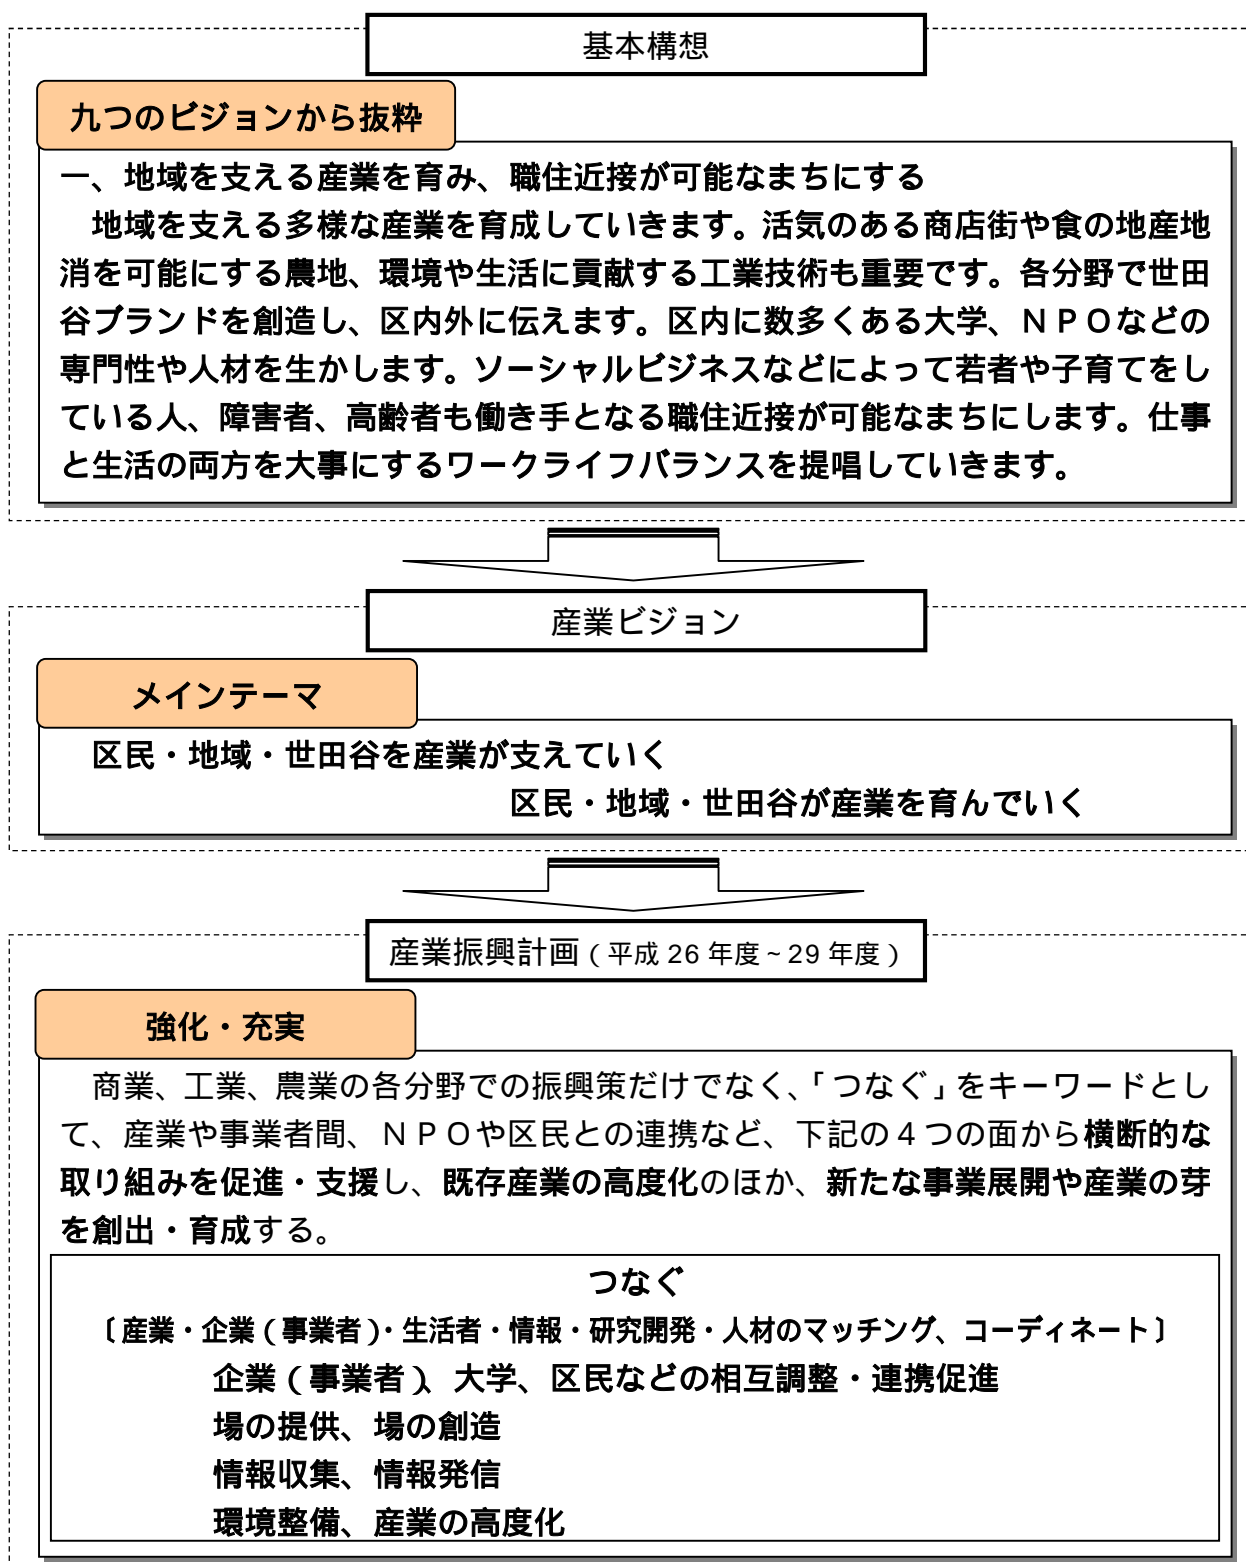 基本構想
九つのビジョンから抜粋
一、地域を支える産業を育み、職住近接が可能なまちにする
　地域を支える多様な産業を育成していきます。活気のある商店街や食の地産地
消を可能にする農地、環境や生活に貢献する工業技術も重要です。各分野で世田
谷ブランドを創造し、区内外に伝えます。区内に数多くある大学、ＮＰＯなどの
専門性や人材を生かします。ソーシャルビジネスなどによって若者や子育てをし
ている人、障害者、高齢者も働き手となる職住近接が可能なまちにします。仕事
と生活の両方を大事にするワークライフバランスを提唱していきます。
産業ビジョン
メインテーマ
区民・地域・世田谷を産業が支えていく
区民・地域・世田谷が産業を育んでいく
産業振興計画（平成 26 年度～29 年度）
強化・充実
　商業、工業、農業の各分野での振興策だけでなく、「つなぐ」をキーワードとし
て、産業や事業者間、ＮＰＯや区民との連携など、下記の４つの面から横断的な
取り組みを促進・支援し、既存産業の高度化のほか、新たな事業展開や産業の芽
を創出・育成する。
つなぐ
〔産業・企業（事業者）・生活者・情報・研究開発・人材のマッチング、コーディネート〕
企業（事業者）、大学、区民などの相互調整・連携促進
場の提供、場の創造
情報収集、情報発信
環境整備、産業の高度化